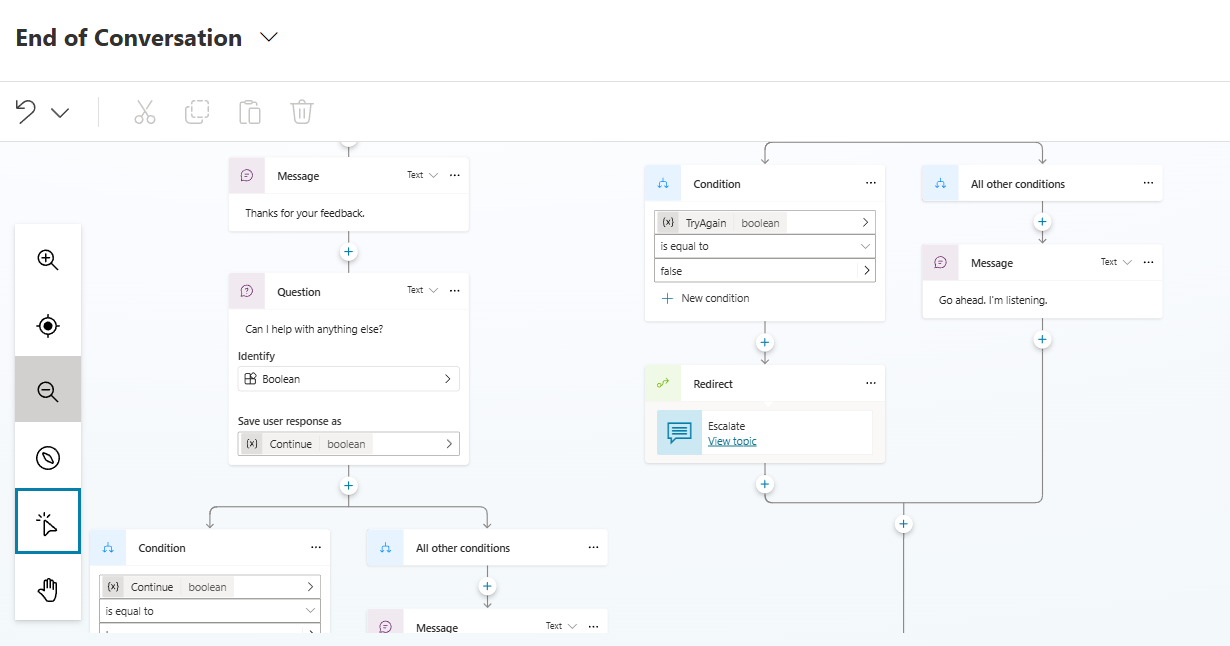 End of Conversation
Message
Text
Thanks for your feedback.
Question
Text
Can I help with anything else?
Identify
Boolean
Save user response as
{x} Continue boolean
Condition
{x} Continue boolean
is equal to
All other conditions
Message
Text
Condition
{x} TryAgain boolean
is equal to
false
New condition
Redirect
Escalate
View topic
All other conditions
Message
Text
Go ahead. I'm listening.